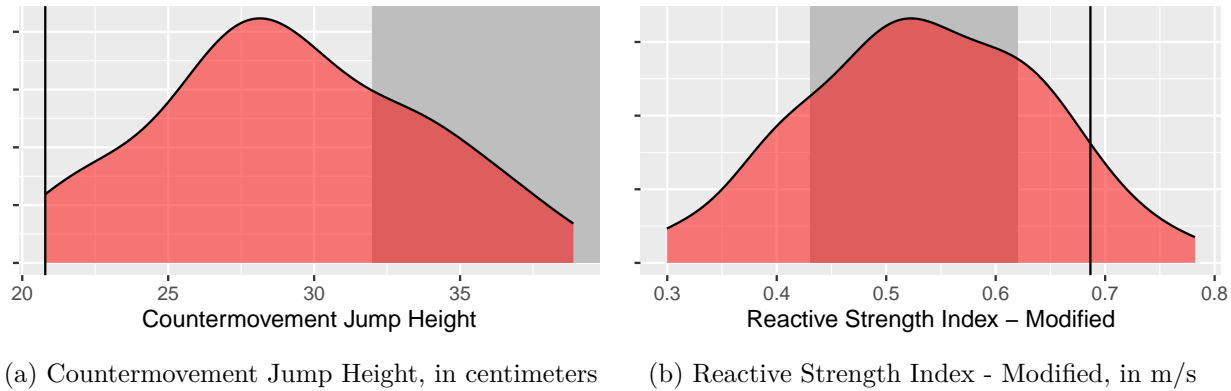 20 25 30 35
Countermovement Jump Height
(a) Countermovement Jump Height, in centimeters
0.3 0.4 0.5 0.6 0.7 0.8
Reactive Strength Index – Modified
(b) Reactive Strength Index - Modified, in m/s